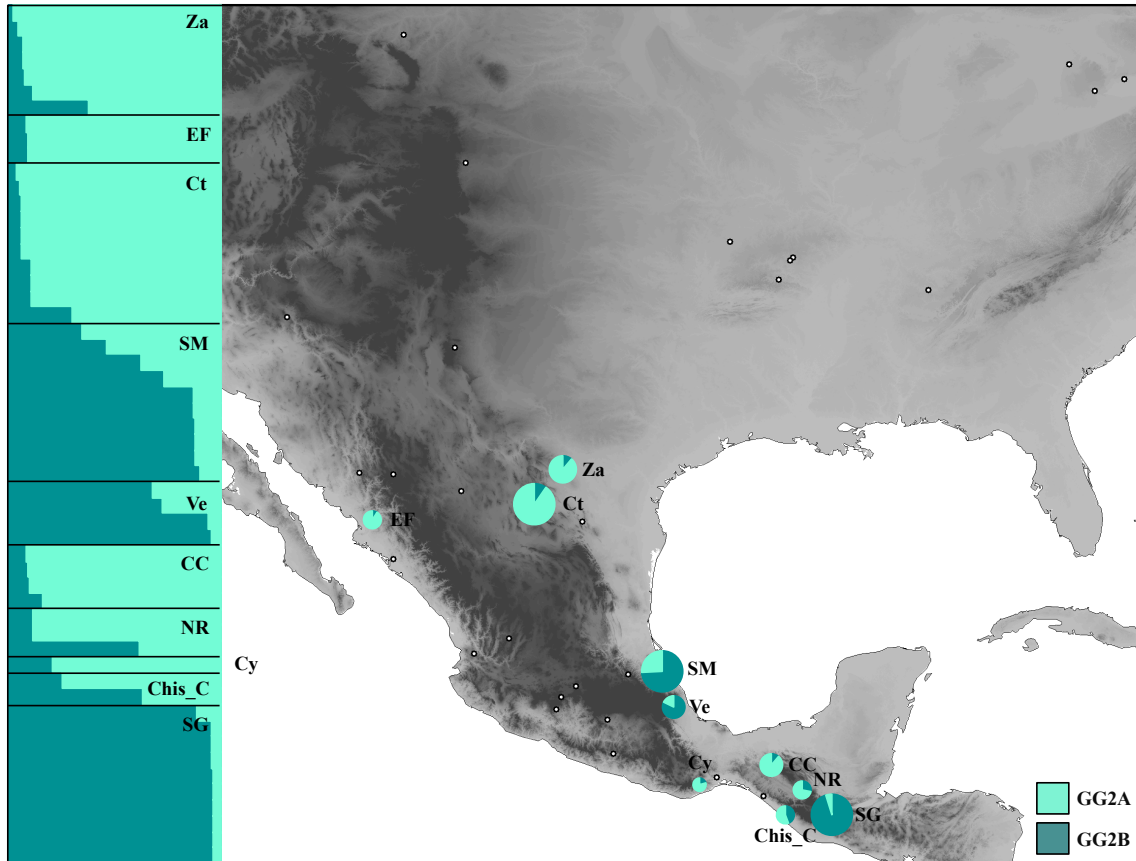 Za
EF
Ct
SM
Ve
CC
NR
Cy
Chis_C
SG
Za
Ct
EF
SM
Ve
Cy
CC
NR
SG
Chis_C
GG2A
GG2B